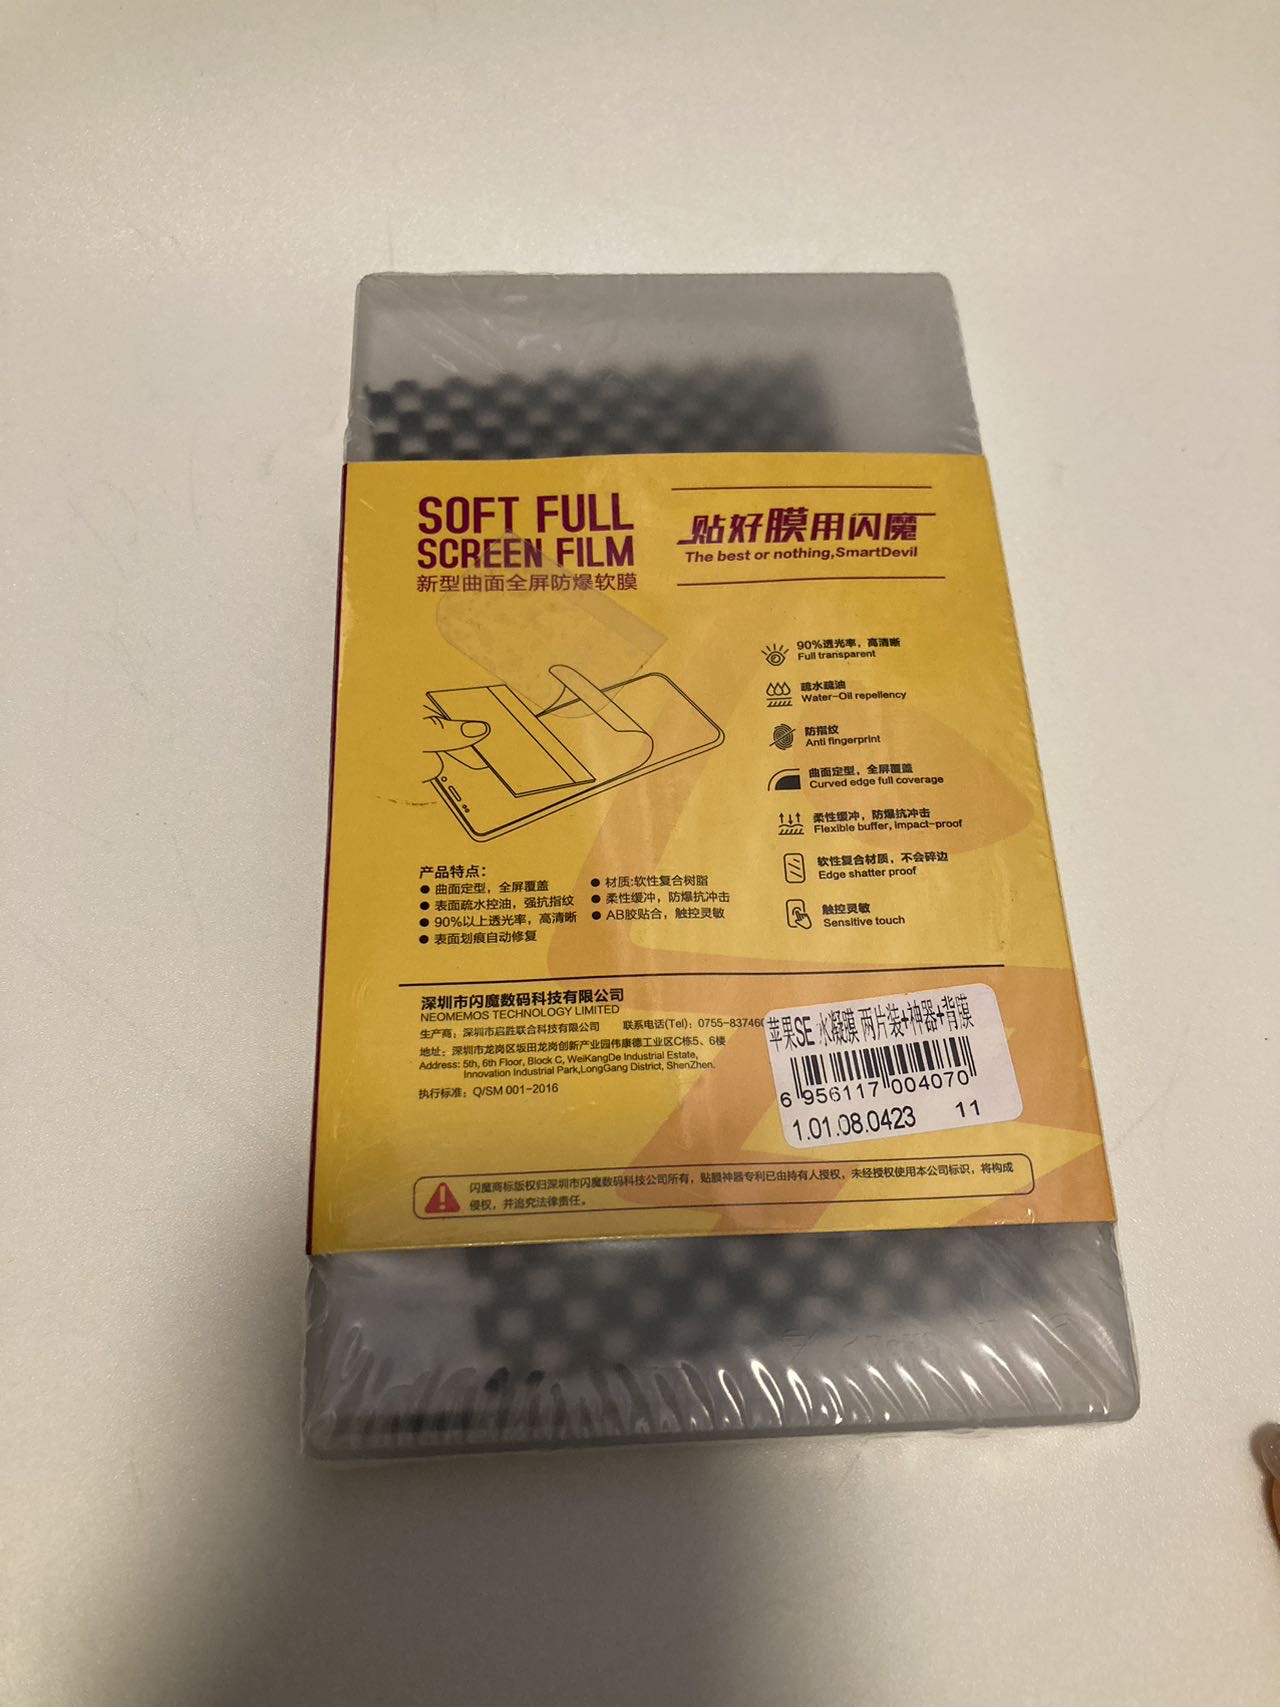 SOFT FULL
SCREEN FILM
新型曲面全屏防爆软膜
贴好膜用闪魔
The best or nothing,SmartDevil
90%透光率，高清晰
Full transparent
疏水疏油
Water-Oil repellency
防指纹
Anti fingerprint
曲面定型，全屏覆盖
Curved edge full coverage
柔性缓冲，防爆抗冲击
Flexible buffer, impact-proof
软性复合材质，不会碎边
Edge shatter proof
触控灵敏
Sensitive touch
产品特点：
● 曲面定型，全屏覆盖
● 表面疏水控油，强抗指纹
● 90%以上透光率，高清晰
● 表面划痕自动修复
● 材质:软性复合树脂
● 柔性缓冲，防爆抗冲击
● AB胶贴合，触控灵敏
深圳市闪魔数码科技有限公司
NEOMEMOS TECHNOLOGY LIMITED
生产商：深圳市启胜联合科技有限公司 联系电话(Tel)：0755-83746
地址：深圳市龙岗区坂田龙岗创新产业园伟康德工业区C栋5、6楼
Address: 5th, 6th Floor, Block C, WeiKangDe Industrial Estate,
Innovation Industrial Park,LongGang District, ShenZhen.
执行标准：Q/SM 001-2016
苹果SE 水凝膜 两片装+神器+背膜
6 956117 004070
1.01.08.0423 11
闪魔商标版权归深圳市闪魔数码科技公司所有，贴膜神器专利已由持有人授权，未经授权使用本公司标识，将构成
侵权，并追究法律责任。